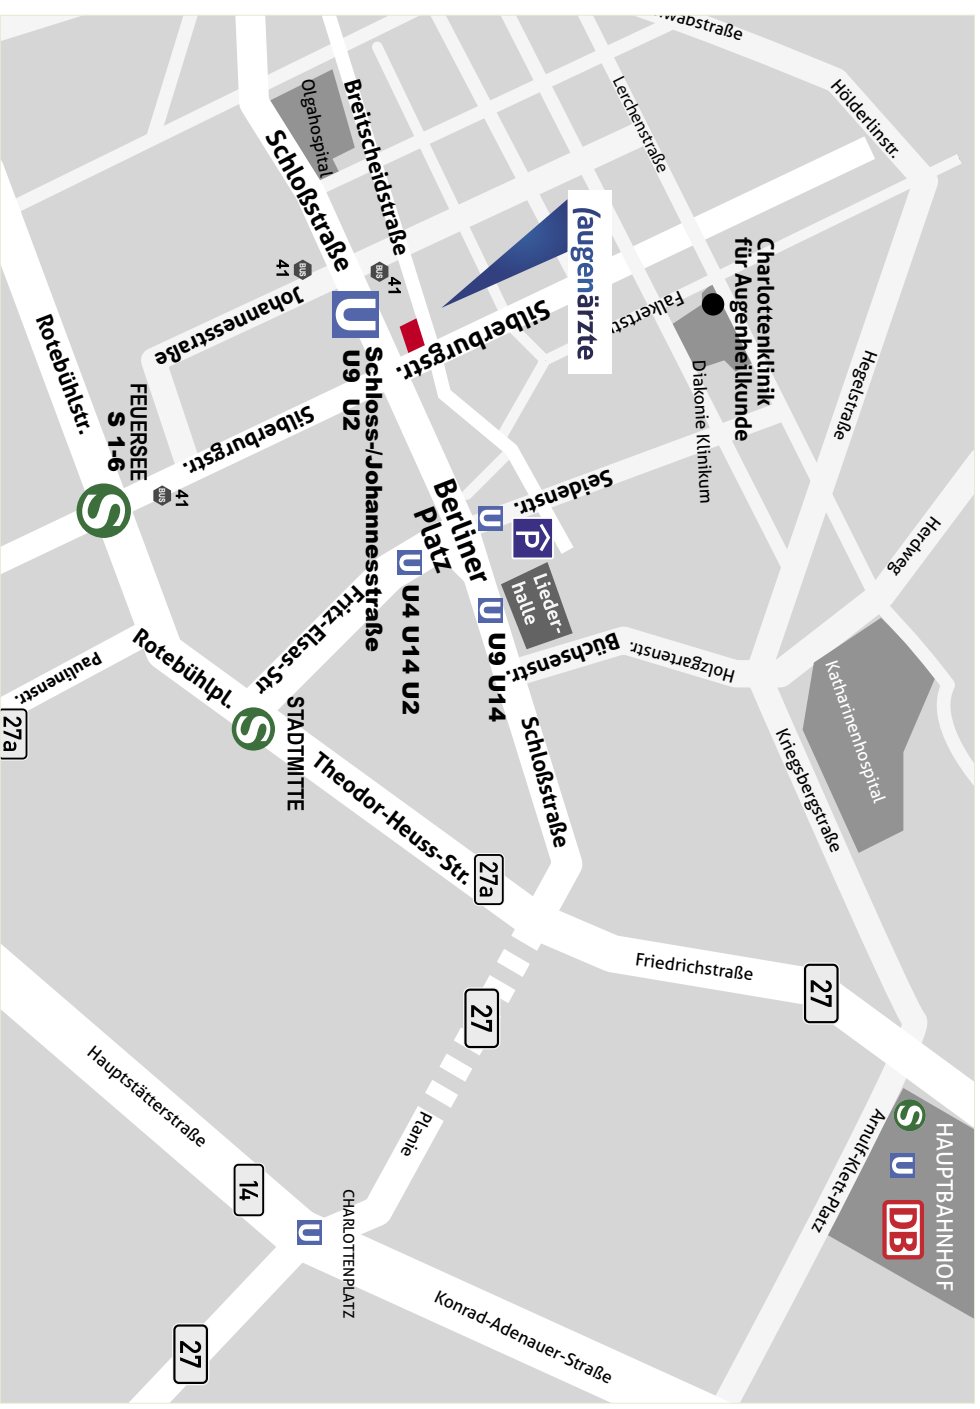 HAUPTBAHNHOF
S
U
DB
Arnulf-Klett-Platz
Hölderlinstr.
Hegelstraße
Herdweg
Katharinenhospital
Kriegsbergstraße
27
Friedrichstraße
Charlottenklinik
für Augenheilkunde
Diakonie Klinikum
Lerchenstraße
Falkertstr.
Holzgartenstr.
Büchsenstr.
(augenärzte
Silberburgstr.
Seidenstr.
P
Lieder-
halle
U
U
U9 U14
Schloßstraße
27a
27
Planie
Konrad-Adenauer-Straße
Berliner
Platz
U
U4 U14 U2
Breitscheidstraße
Olgahospital
Schloßstraße
BUS
41
BUS
41
U
Schloss-/Johannesstraße
U9 U2
Johannesstraße
Silberburgstr.
Fritz-Elsas-Str
Theodor-Heuss-Str.
STADTMITTE
S
CHARLOTTENPLATZ
U
14
27
Hauptstätterstraße
Rotebühlpl.
BUS
41
FEUERSEE
S 1-6
S
Rotebühlstr.
Paulinenstr.
27a